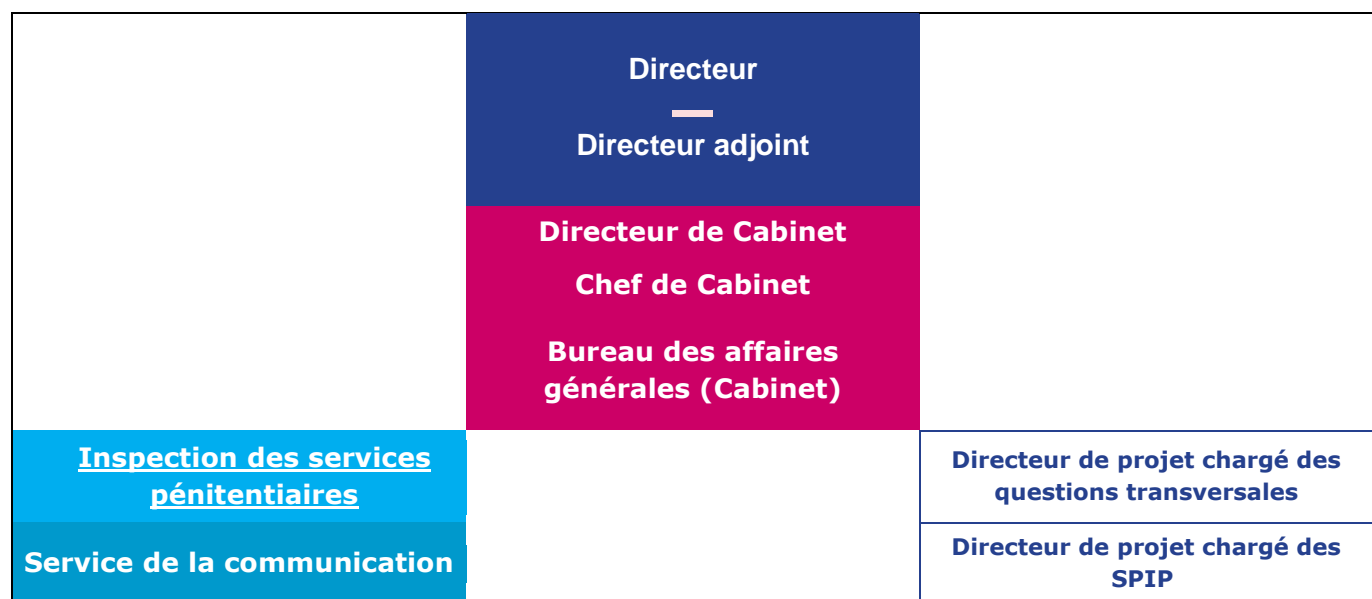 Directeur
Directeur adjoint
Directeur de Cabinet
Chef de Cabinet
Bureau des affaires
générales (Cabinet)
Inspection des services
pénitentiaires
Directeur de projet chargé des
questions transversales
Service de la communication
Directeur de projet chargé des
SPIP